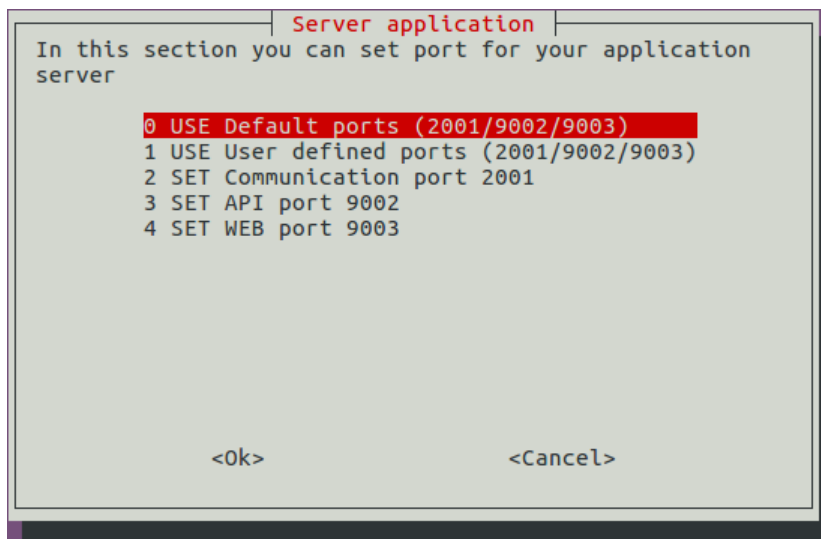 Server application
In this section you can set port for your application
server
0 USE Default ports (2001/9002/9003)
1 USE User defined ports (2001/9002/9003)
2 SET Communication port 2001
3 SET API port 9002
4 SET WEB port 9003
<Ok> <Cancel>